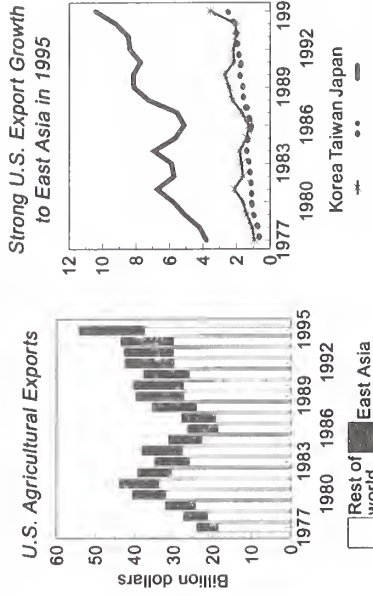 U.S. Agricultural Exports
60
50
40
30
20
10
0
Billion dollars
1977 1983 1989 1995
1980 1986 1992
Rest of world
East Asia
Strong U.S. Export Growth
to East Asia in 1995
12
10
8
6
4
2
0
1977 1983 1989 199
1980 1986 1992
Korea Taiwan Japan